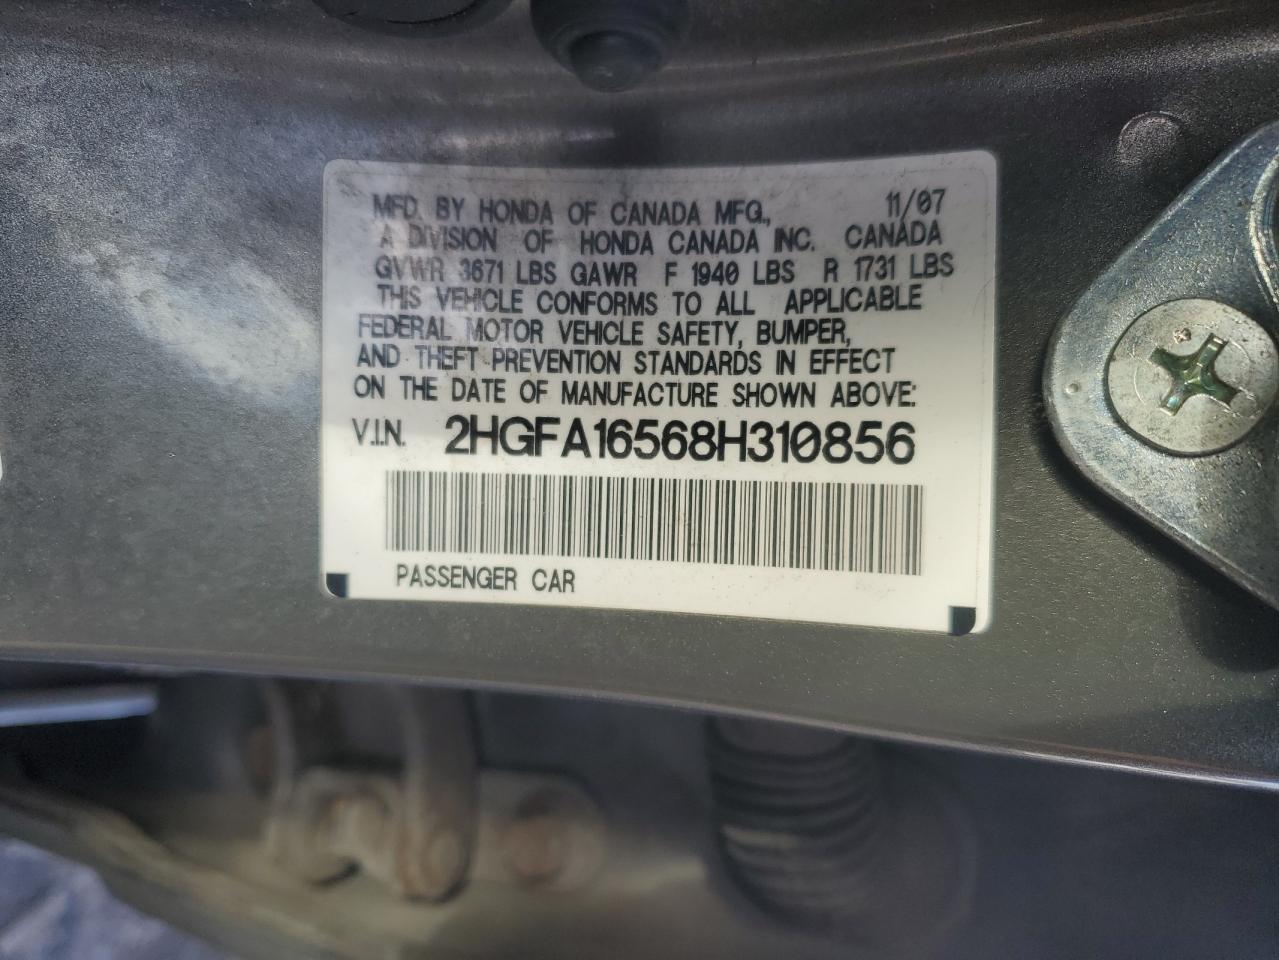 MFD. BY HONDA OF CANADA MFG., 11/07
A DIVISION OF HONDA CANADA INC. CANADA
GVWR 3671 LBS GAWR F 1940 LBS R 1731 LBS
THIS VEHICLE CONFORMS TO ALL APPLICABLE
FEDERAL MOTOR VEHICLE SAFETY, BUMPER,
AND THEFT PREVENTION STANDARDS IN EFFECT
ON THE DATE OF MANUFACTURE SHOWN ABOVE:
V.I.N. 2HGFA16568H310856
PASSENGER CAR